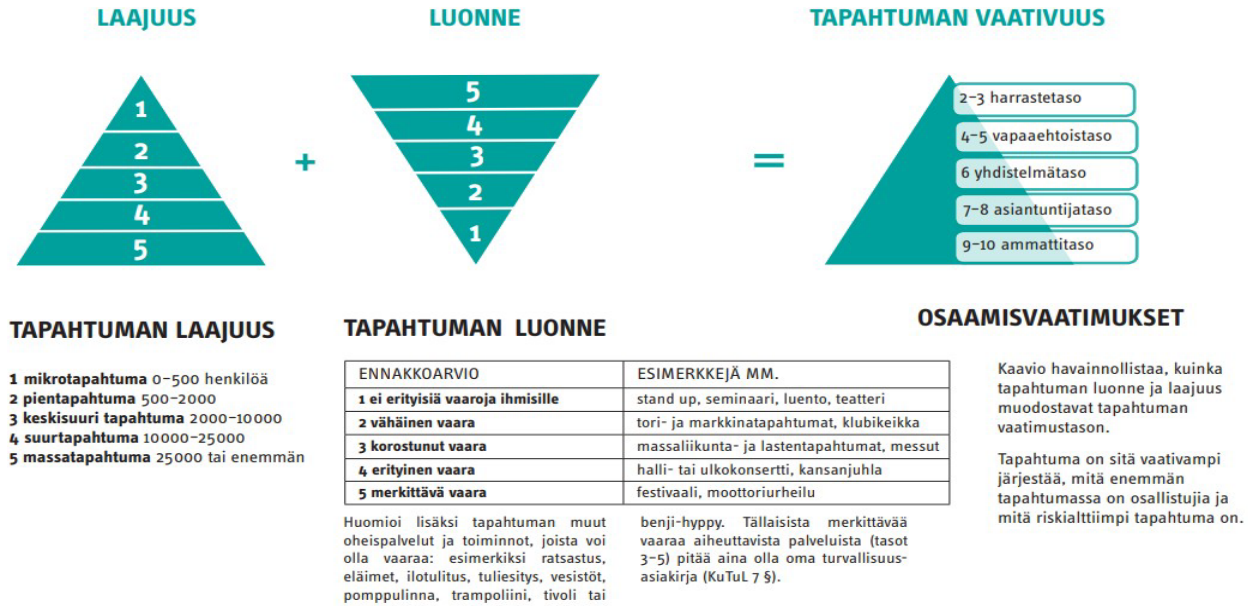 LAAJUUS
1
2
3
4
5
+
LUONNE
5
4
3
2
1
=
TAPAHTUMAN VAATIVUUS
2–3 harrastetaso
4–5 vapaaehtoistaso
6 yhdistelmätaso
7–8 asiantuntijataso
9–10 ammattitaso
TAPAHTUMAN LAAJUUS
1 mikrotapahtuma 0–500 henkilöä
2 pientapahtuma 500–2000
3 keskisuuri tapahtuma 2000–10000
4 suurtapahtuma 10000–25000
5 massatapahtuma 25000 tai enemmän
TAPAHTUMAN LUONNE
ENNAKKOARVIO ESIMERKKEJÄ MM.
1 ei erityisiä vaaroja ihmisille stand up, seminaari, luento, teatteri
2 vähäinen vaara tori- ja markkinatapahtumat, klubikeikka
3 korostunut vaara massaliikunta- ja lastentapahtumat, messut
4 erityinen vaara halli- tai ulkokonsertti, kansanjuhla
5 merkittävä vaara festivaali, moottoriurheilu
Huomioi lisäksi tapahtuman muut
oheispalvelut ja toiminnot, joista voi
olla vaaraa: esimerkiksi ratsastus,
eläimet, ilotulitus, tuliesitys, vesistöt,
pomppulinna, trampoliini, tivoli tai
benji-hyppy. Tällaisista merkittävää
vaaraa aiheuttavista palveluista (tasot
3–5) pitää aina olla oma turvallisuus-
asiakirja (KuTuL 7 §).
OSAAMISVAATIMUKSET
Kaavio havainnollistaa, kuinka
tapahtuman luonne ja laajuus
muodostavat tapahtuman
vaatimustason.
Tapahtuma on sitä vaativampi
järjestää, mitä enemmän
tapahtumassa on osallistujia ja
mitä riskialttiimpi tapahtuma on.